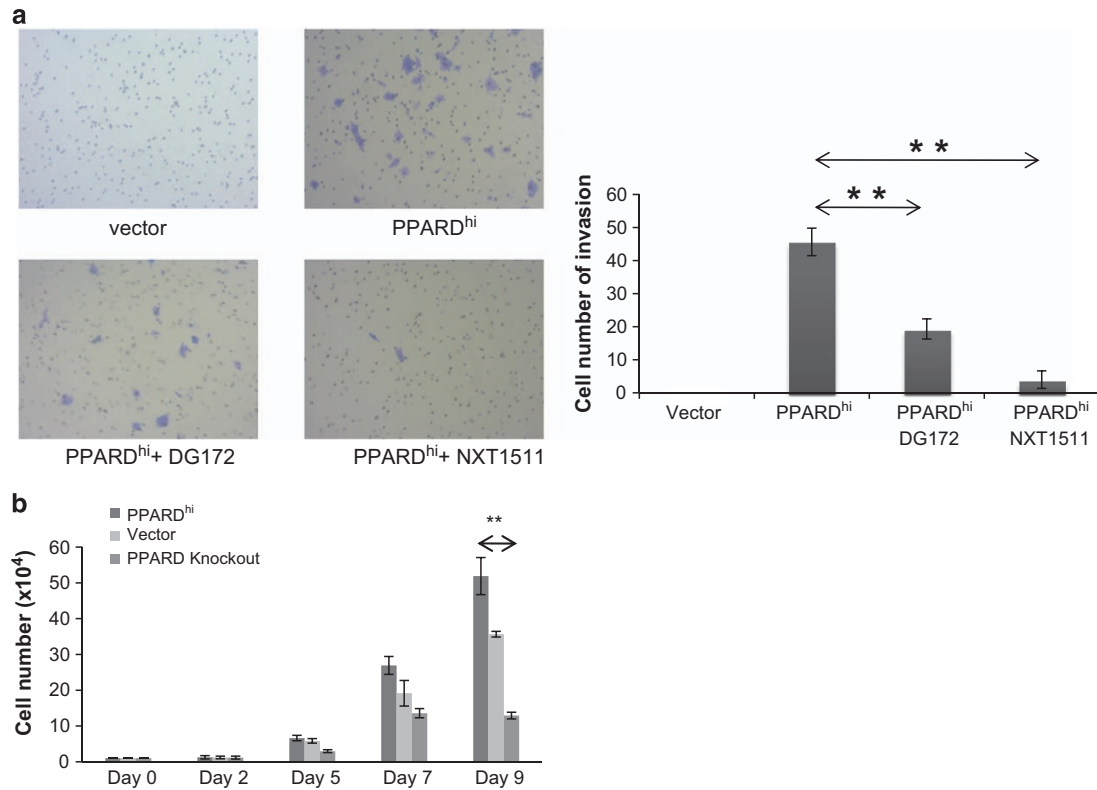 a
vector
PPARDhi
PPARDhi+ DG172
PPARDhi+ NXT1511
Cell number of invasion
60
50
40
30
20
10
0
* *
* *
Vector
PPARDhi
PPARDhi DG172
PPARDhi NXT1511
b
PPARDhi
Vector
PPARD Knockout
Cell number (x104)
60
50
40
30
20
10
0
**
Day 0
Day 2
Day 5
Day 7
Day 9